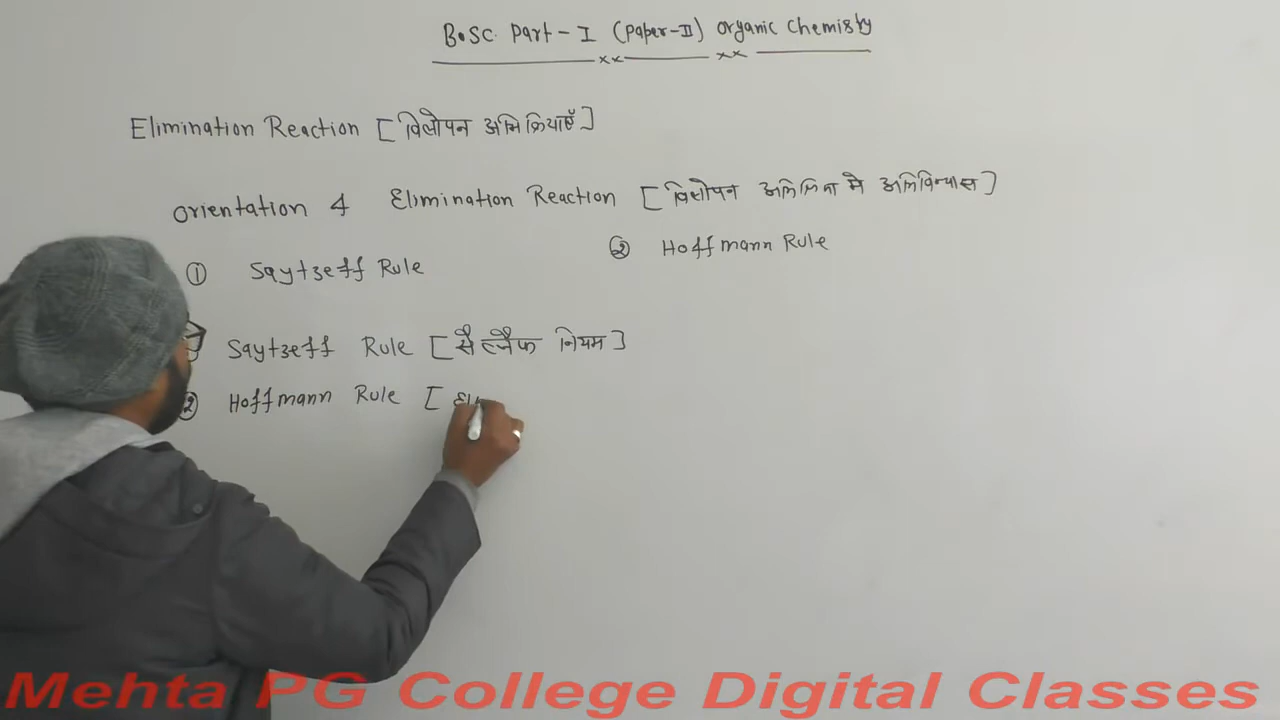 B.Sc. Part-I (Paper-II) Organic Chemistry
Elimination Reaction [विलोपन अभिक्रियाएँ]
Orientation 4 Elimination Reaction [विलोपन में अभिविन्यास]
① Saytzeff Rule ② Hoffmann Rule
Saytzeff Rule [सैत्जैफ नियम]
② Hoffmann Rule [
Mehta PG College Digital Classes